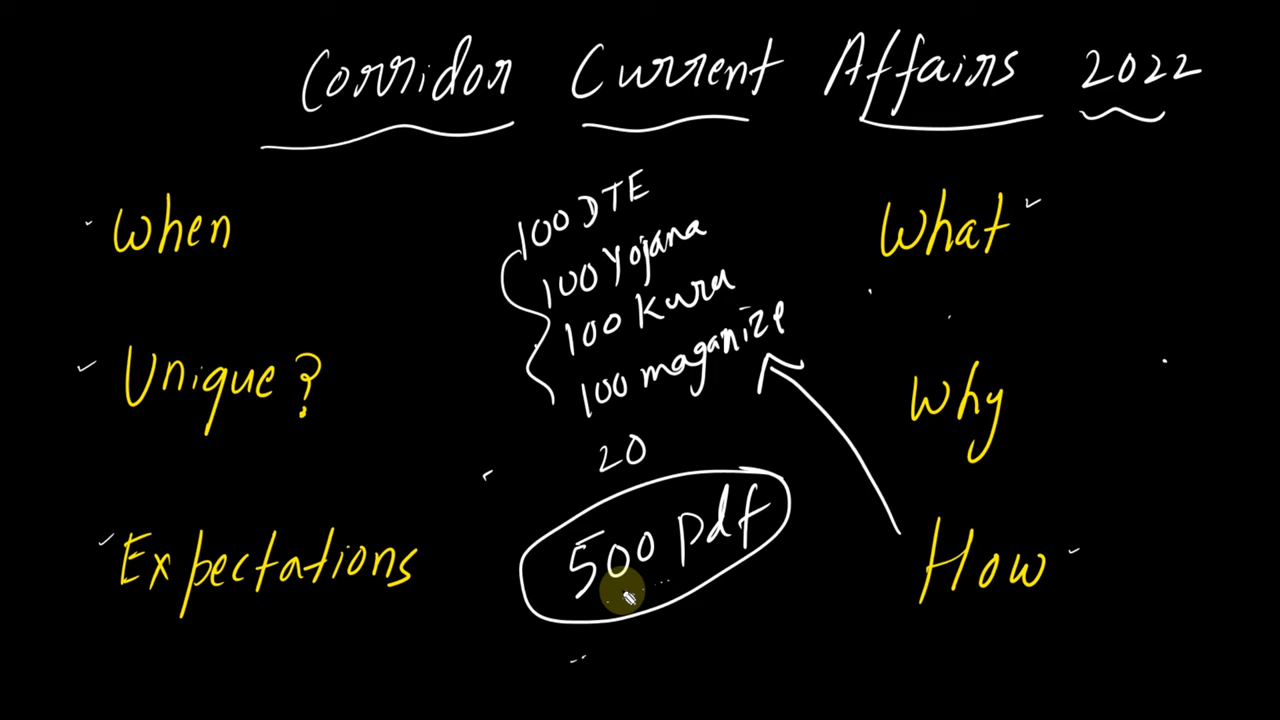 Corridor Current Affairs 2022
When
What
100 DTE
100 Yojana
100 Kuru
100 maganize
Unique?
Why
20
500 pdf
Expectations
How